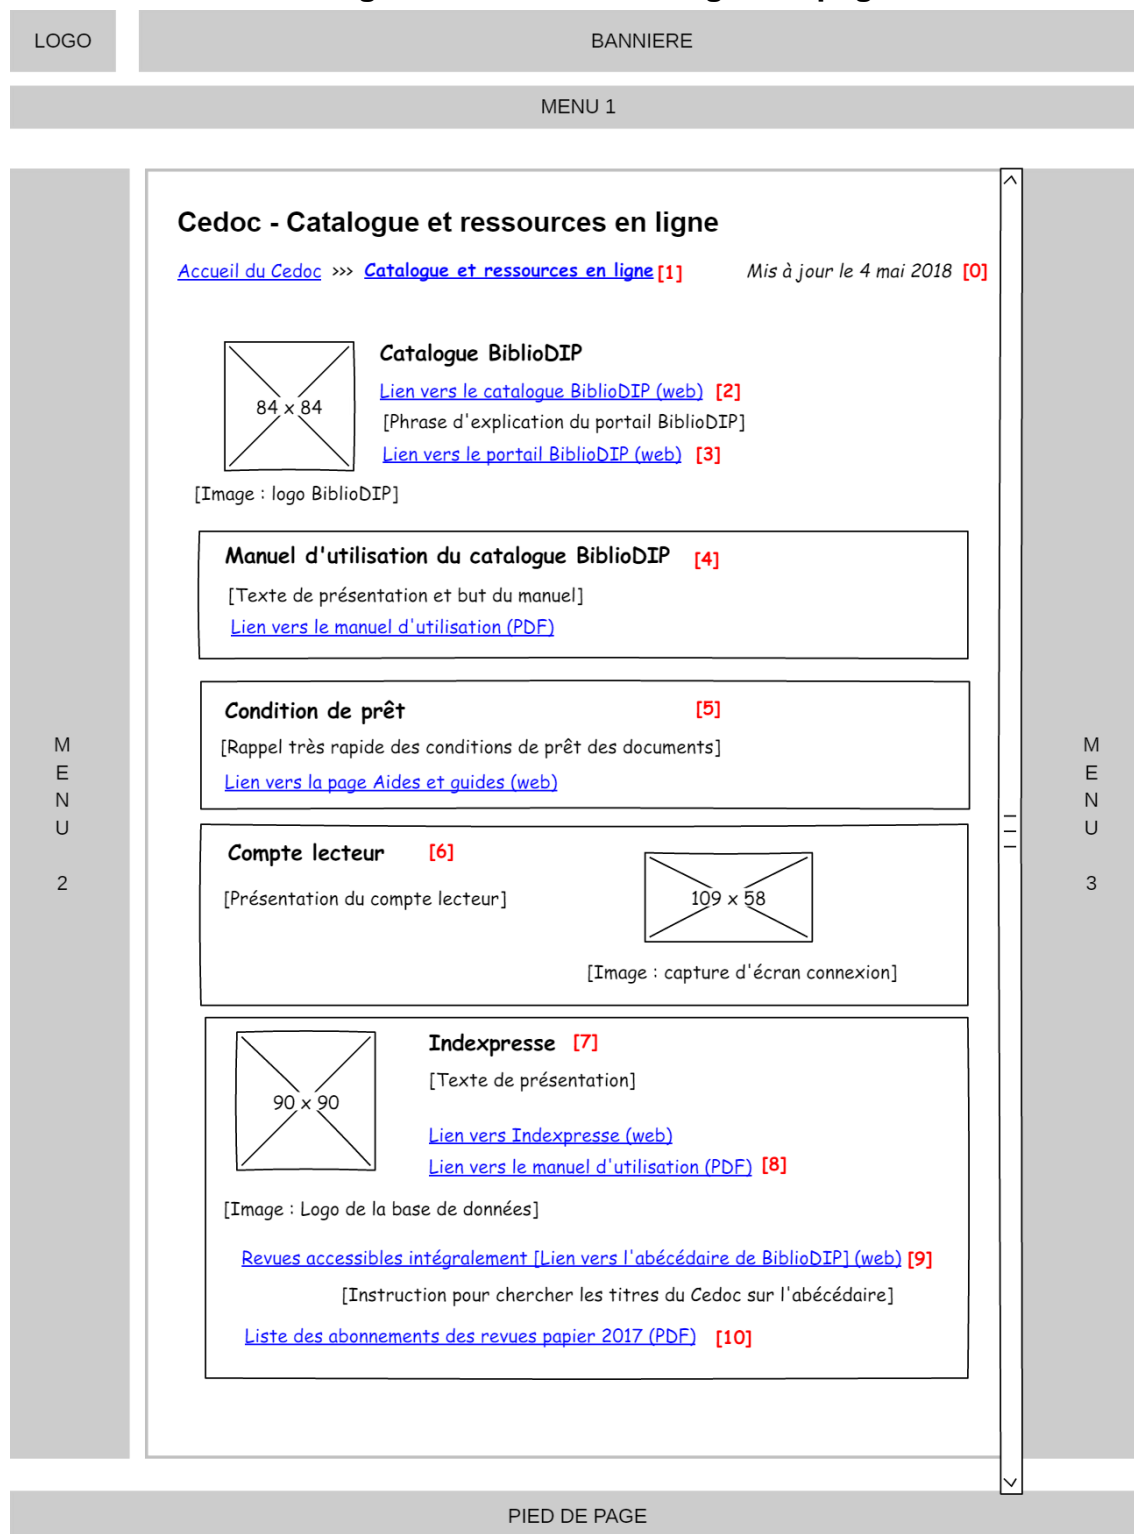 LOGO
BANNIERE
MENU 1
Cedoc - Catalogue et ressources en ligne
Accueil du Cedoc >>> Catalogue et ressources en ligne [1] Mis à jour le 4 mai 2018 [0]
84 x 84
[Image : logo BiblioDIP]
Catalogue BiblioDIP
Lien vers le catalogue BiblioDIP (web) [2]
[Phrase d'explication du portail BiblioDIP]
Lien vers le portail BiblioDIP (web) [3]
Manuel d'utilisation du catalogue BiblioDIP [4]
[Texte de présentation et but du manuel]
Lien vers le manuel d'utilisation (PDF)
Condition de prêt [5]
[Rappel très rapide des conditions de prêt des documents]
Lien vers la page Aides et guides (web)
Compte lecteur [6]
[Présentation du compte lecteur]
109 x 58
[Image : capture d'écran connexion]
Indexpresse [7]
[Texte de présentation]
90 x 90
Lien vers Indexpresse (web)
Lien vers le manuel d'utilisation (PDF) [8]
[Image : Logo de la base de données]
Revues accessibles intégralement [Lien vers l'abécédaire de BiblioDIP] (web) [9]
[Instruction pour chercher les titres du Cedoc sur l'abécédaire]
Liste des abonnements des revues papier 2017 (PDF) [10]
MENU 2
MENU 3
PIED DE PAGE